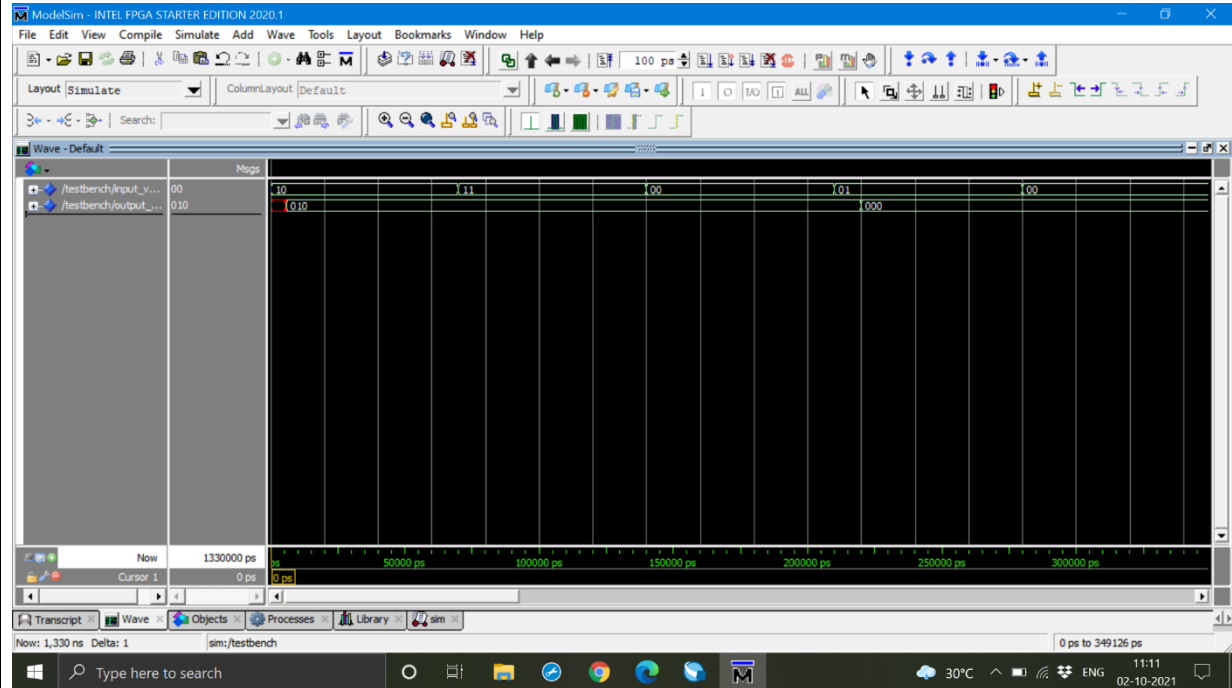 ModelSim - INTEL FPGA STARTER EDITION 2020.1
File Edit View Compile Simulate Add Wave Tools Layout Bookmarks Window Help
100 ps
Layout Simulate ColumnLayout Default
Search:
Wave - Default
Msgs
/testbench/input_v... 00 10 11 00 01 00
/testbench/output_... 010 010 000
Now 1330000 ps ps 50000 ps 100000 ps 150000 ps 200000 ps 250000 ps 300000 ps
Cursor 1 0 ps 0 ps
Transcript Wave Objects Processes Library sim
Now: 1,330 ns Delta: 1 sim:/testbench 0 ps to 349126 ps
Type here to search 30°C ENG 11:11
02-10-2021